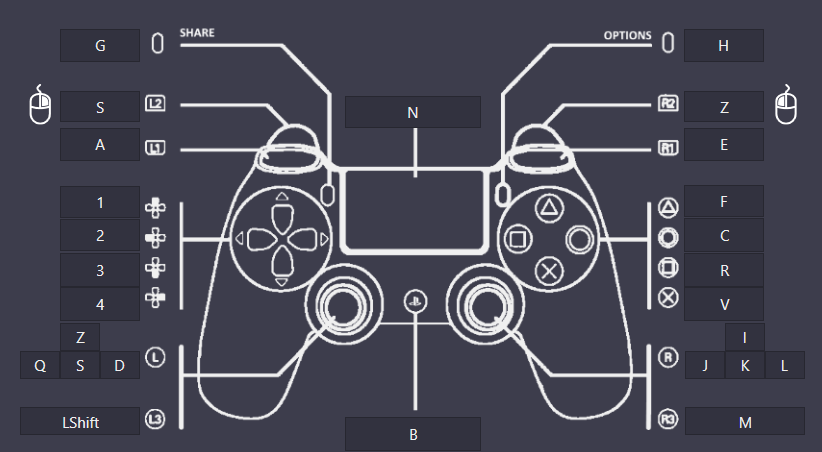 SHARE
OPTIONS
G
H
L2
R2
S
N
Z
L1
R1
A
E
1
F
2
C
3
R
4
V
Z
I
L
R
Q S D
J K L
LShift
L3
R3
M
B